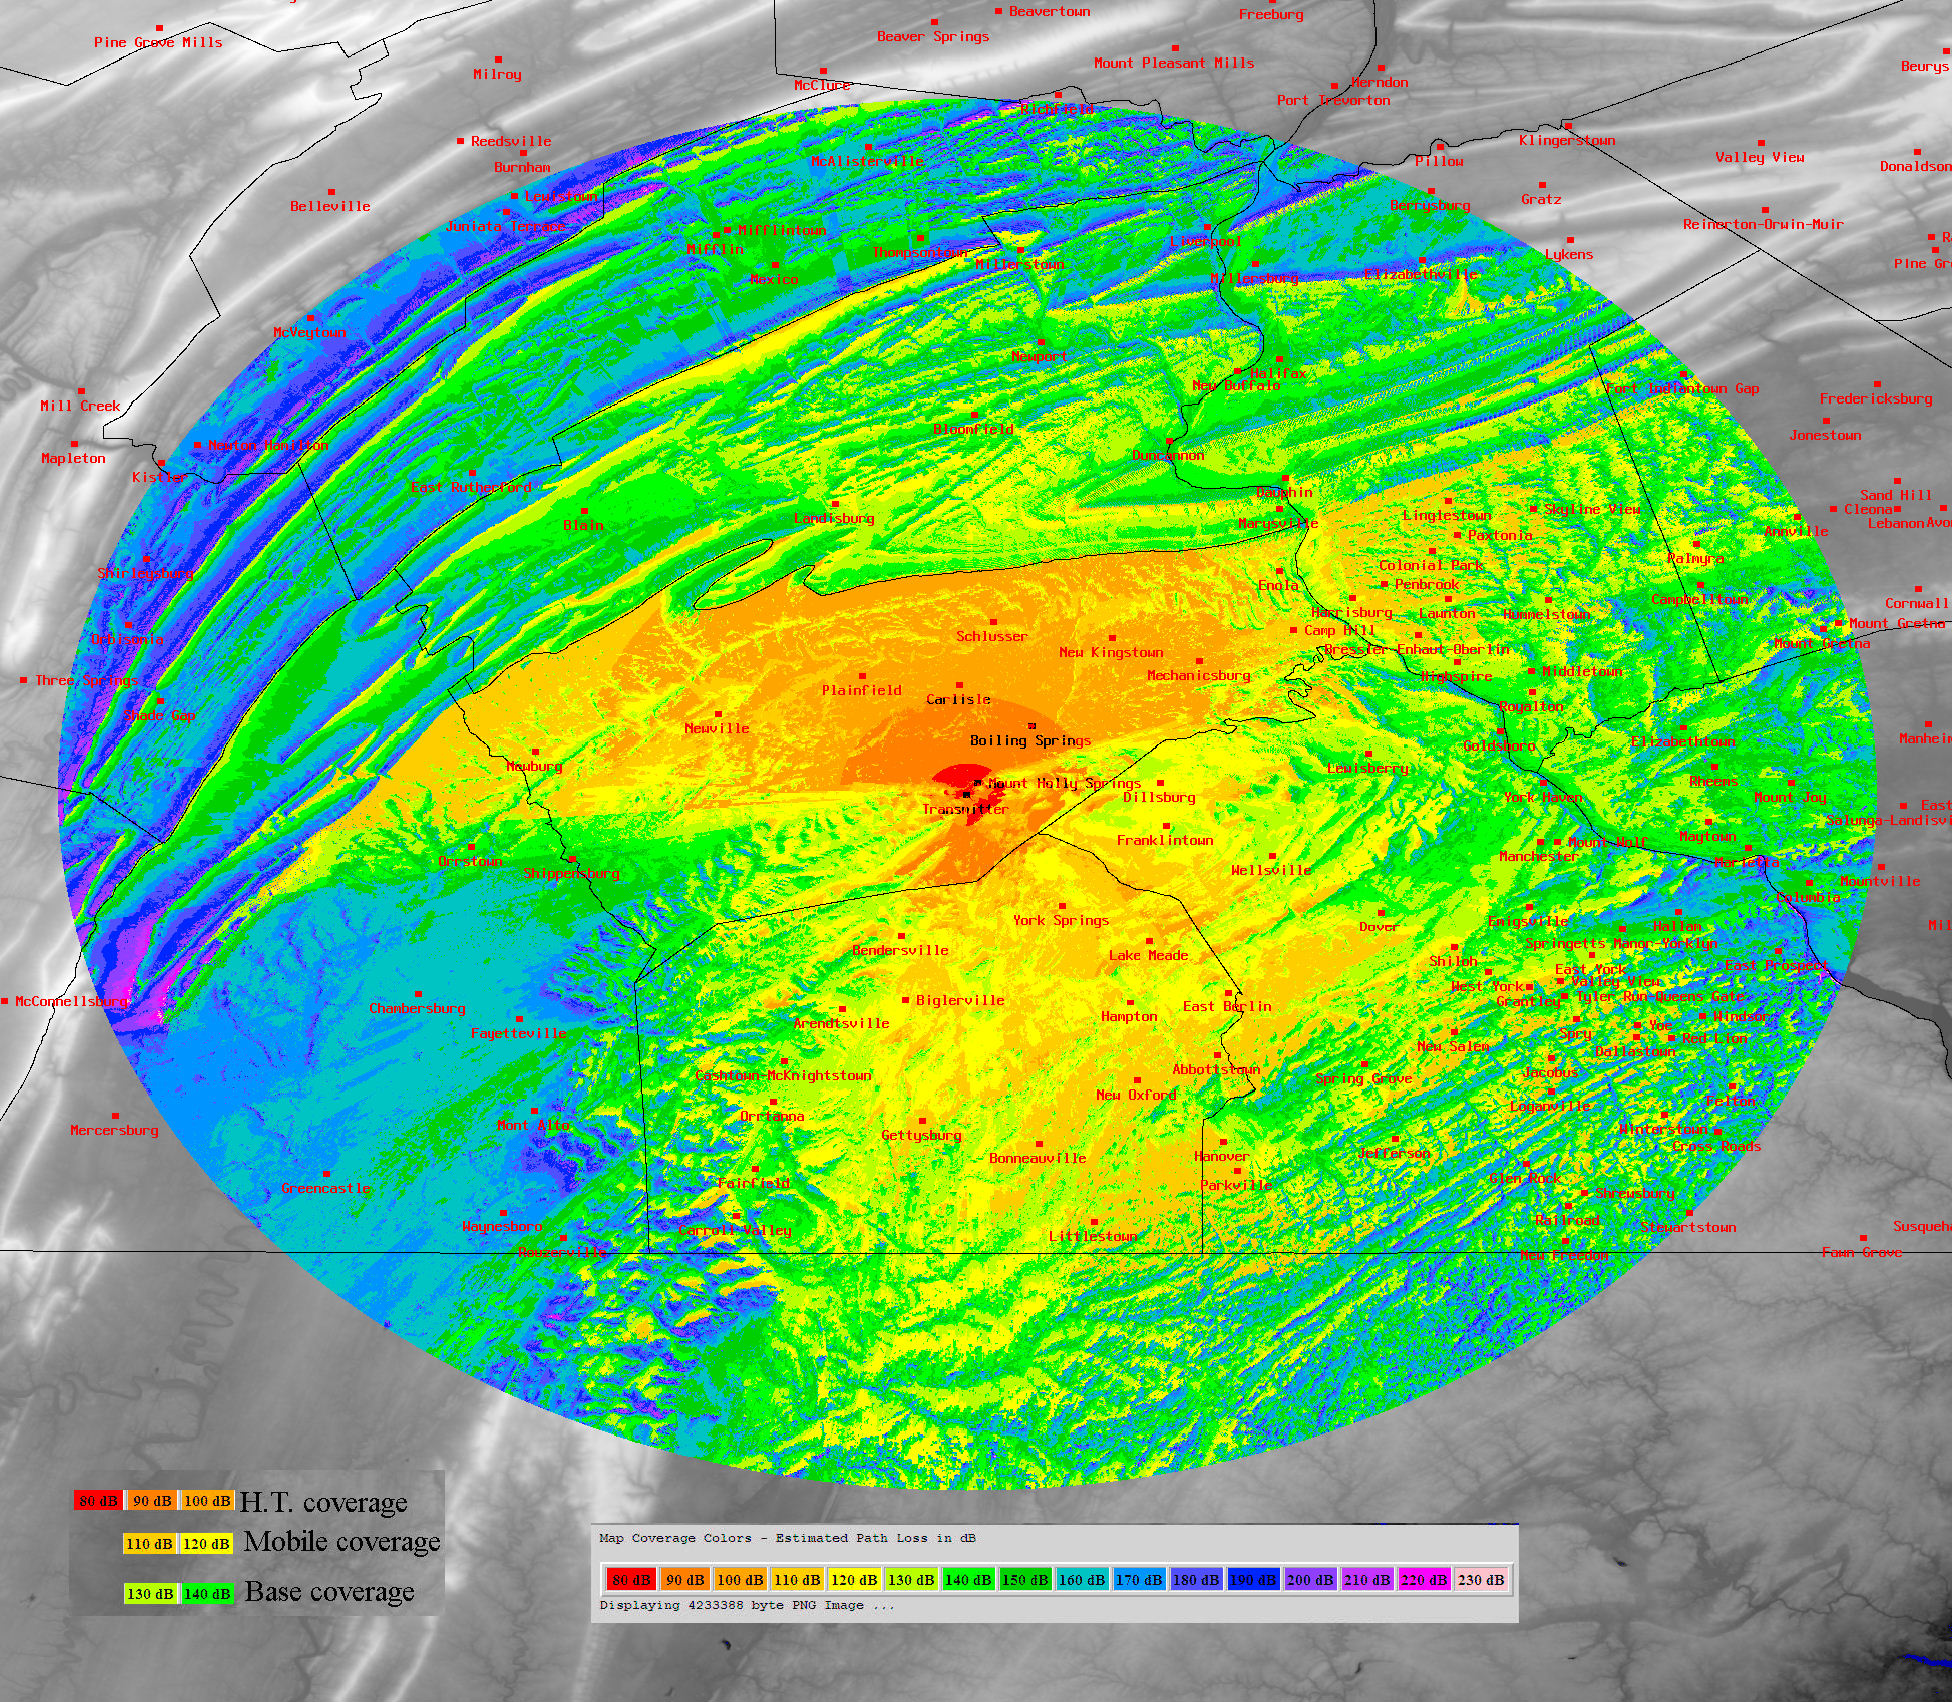 Beavertown
Freeburg
Pine Grove Mills
Beaver Springs
Milroy
Mount Pleasant Mills
Beurys
McClure
Herndon
Port Trevorton
Richfield
Reedsville
Klingerstown
Burnham
McAlisterville
Pillow
Valley View
Donaldson
Belleville
Lewistown
Berrysburg
Gratz
Juniata Terrace
Mifflintown
Reinerton-Orwin-Muir
Mifflin
Thompsontown
Liverpool
Millerstown
Lykens
Pine Gro
Mexico
Millersburg
Elizabethville
McVeytown
Newport
Halifax
New Buffalo
Fort Indiantown Gap
Mill Creek
Fredericksburg
Bloomfield
Jonestown
Newton Hamilton
Mapleton
Duncannon
Kistler
East Rutherford
Dauphin
Sand Hill
Blain
Landisburg
Marysville
Linglestown
Skyline View
Cleona
Lebanon
Avo
Paxtonia
Annville
Shirleysburg
Colonial Park
Palmyra
Enola
Penbrook
Campbelltown
Cornwall
Harrisburg
Lawnton
Hummelstown
Orbisonia
Schlusser
Camp Hill
Mount Gretna
New Kingstown
Bressler-Enhaut-Oberlin
Mount Gretna
Three Springs
Plainfield
Mechanicsburg
Highspire
Middletown
Carlisle
Shade Gap
Royalton
Newville
Boiling Springs
Goldsboro
Elizabethtown
Manheim
Newburg
Lewisberry
Mount Holly Springs
Rheems
Transmitter
Dillsburg
York Haven
Mount Joy
East
Salunga-Landisvi
Franklintown
Maytown
Orrstown
Manchester
Mount Wolf
Marietta
Shippensburg
Wellsville
Mountville
Columbia
York Springs
Dover
Emigsville
Hallam
Mil
Bendersville
Lake Meade
Springetts Manor-Yorklyn
Shiloh
East York
East Prospect
McConnellsburg
Chambersburg
Biglerville
East Berlin
West York
Valley View
Grantley
Tyler Run-Queens Gate
Fayetteville
Arendtsville
Hampton
Windsor
Spry
Yoe
New Salem
Dallastown
Red Lion
Cashtown-McKnightstown
Abbottstown
Spring Grove
Jacobus
New Oxford
Loganville
Felton
Mercersburg
Mont Alto
Orrtanna
Gettysburg
Winterstown
Cross Roads
Bonneauville
Hanover
Jefferson
Greencastle
Fairfield
Parkville
Glen Rock
Shrewsbury
Waynesboro
Carroll Valley
Littlestown
Railroad
Stewartstown
Susqueha
Rouzerville
New Freedom
Fawn Grove
80 dB 90 dB 100 dB H.T. coverage
110 dB 120 dB Mobile coverage
130 dB 140 dB Base coverage
Map Coverage Colors - Estimated Path Loss in dB
80 dB 90 dB 100 dB 110 dB 120 dB 130 dB 140 dB 150 dB 160 dB 170 dB 180 dB 190 dB 200 dB 210 dB 220 dB 230 dB
Displaying 4233388 byte PNG Image ...